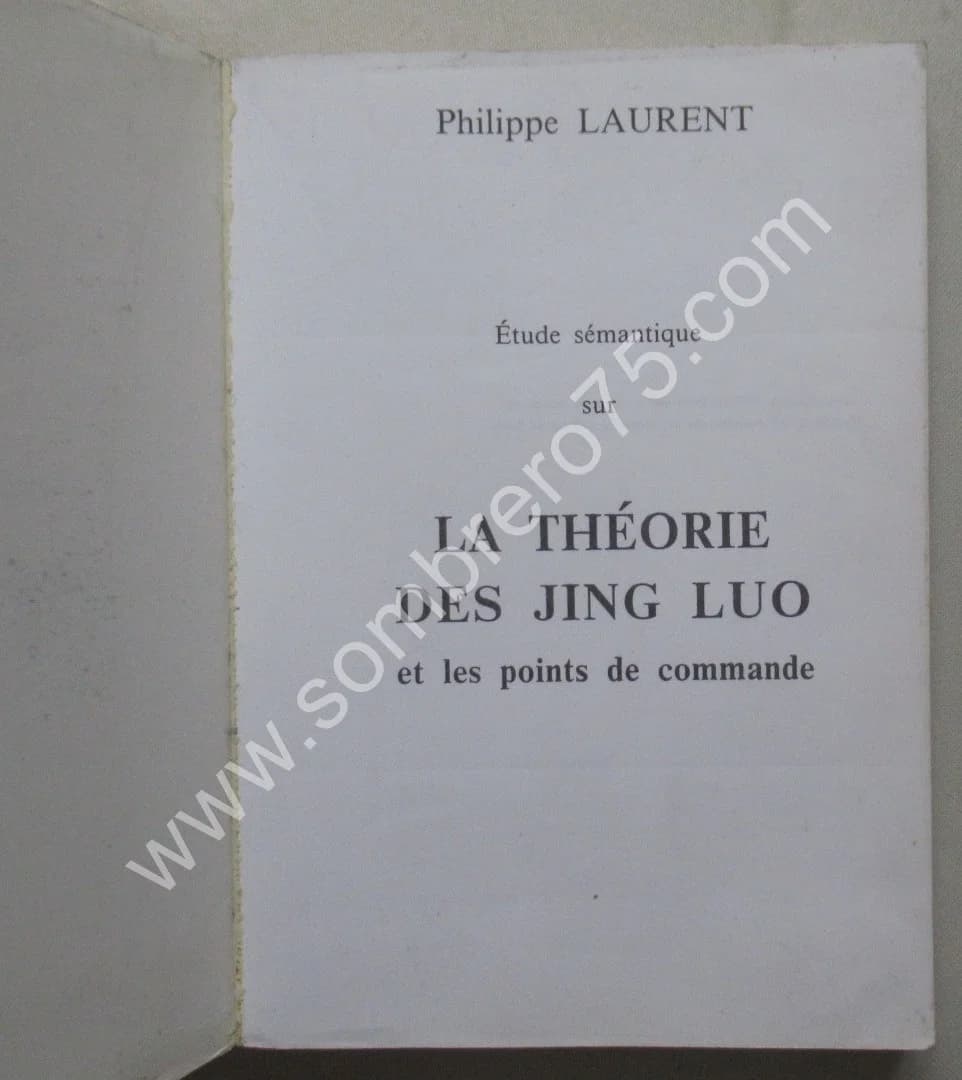 Philippe LAURENT
Étude sémantique
sur
LA THÉORIE
DES JING LUO
et les points de commande
www.sombrero75.com